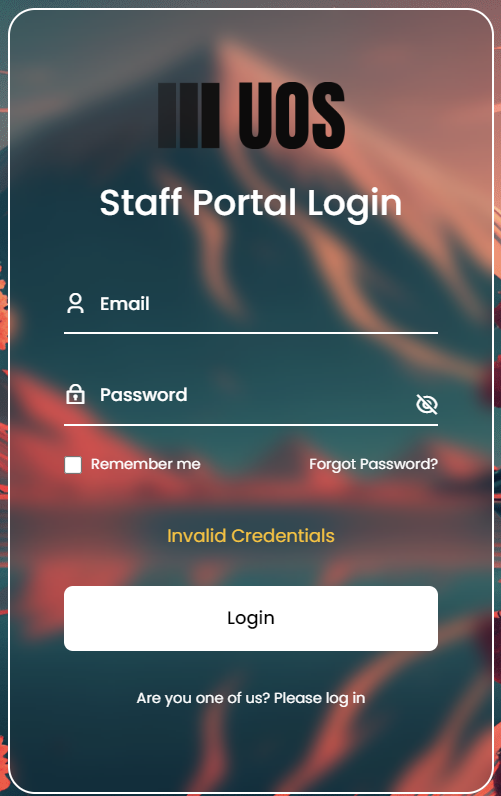 UOS
Staff Portal Login
Email
Password
Remember me Forgot Password?
Invalid Credentials
Login
Are you one of us? Please log in